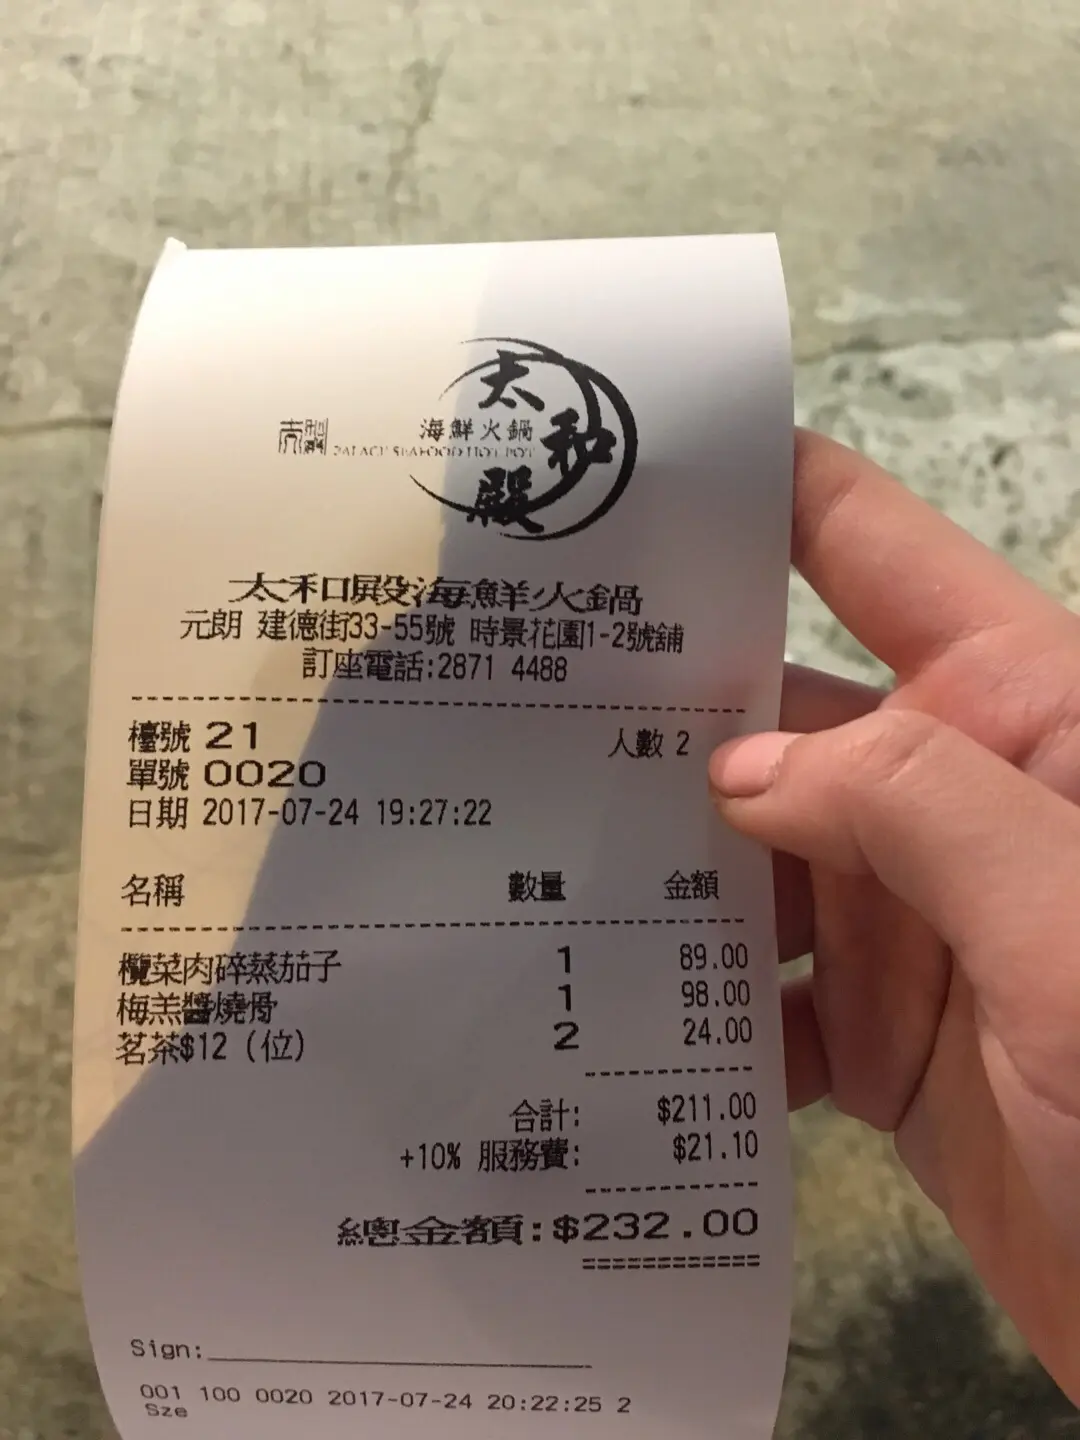 太和殿
海鮮火鍋
PALACE SEAFOOD HOT POT
太和殿海鮮火鍋
元朗 建德街33-55號 時景花園1-2號舖
訂座電話:2871 4488
檯號 21 人數 2
單號 0020
日期 2017-07-24 19:27:22
名稱 數量 金額
欖菜肉碎蒸茄子 1 89.00
梅羔醬燒骨 1 98.00
茗茶$12 (位) 2 24.00
合計: $211.00
+10% 服務費: $21.10
總金額:$232.00
Sign:
001 100 0020 2017-07-24 20:22:25 2
Sze